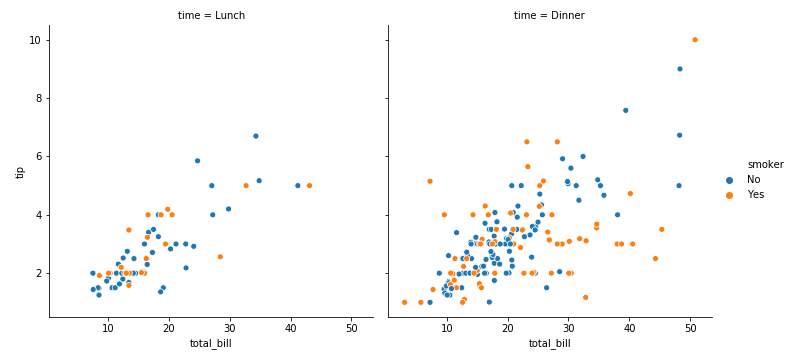 time = Lunch
time = Dinner
10
8
6
4
2
tip
10
20
30
40
50
10
20
30
40
50
total_bill
total_bill
smoker
No
Yes